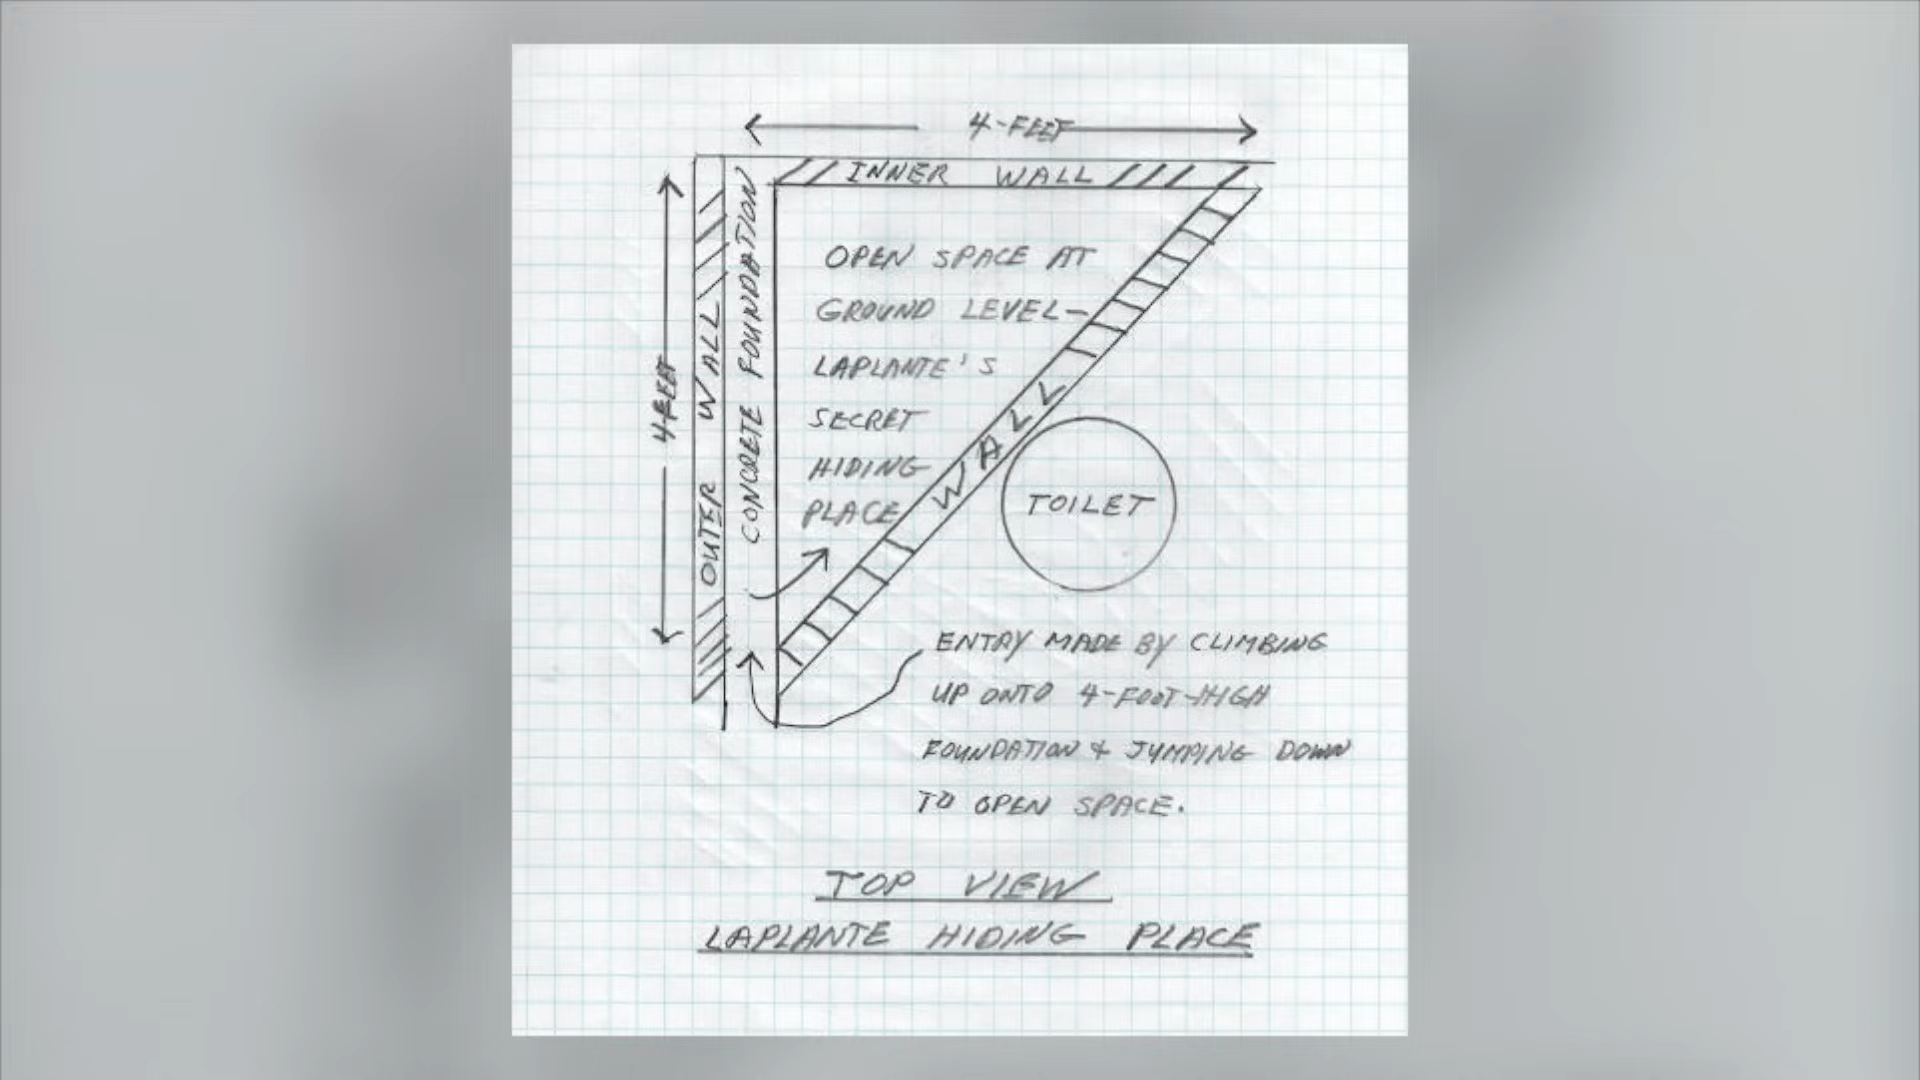 4-FEET
INNER WALL
4-FEET
OUTER WALL
CONCRETE FOUNDATION
OPEN SPACE AT
GROUND LEVEL-
LAPLANTE'S
SECRET
HIDING
PLACE
WALL
TOILET
ENTRY MADE BY CLIMBING
UP ONTO 4-FOOT-HIGH
FOUNDATION & JUMPING DOWN
TO OPEN SPACE.
TOP VIEW
LAPLANTE HIDING PLACE